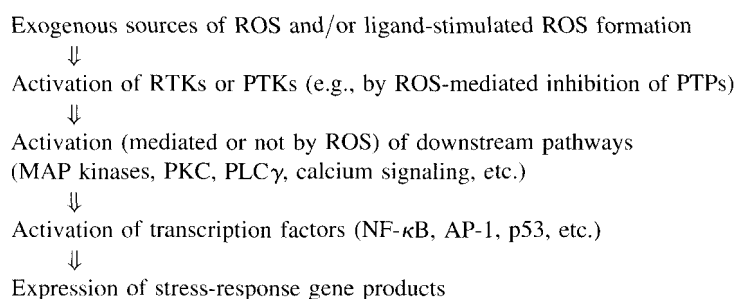 Exogenous sources of ROS and/or ligand-stimulated ROS formation
⇓
Activation of RTKs or PTKs (e.g., by ROS-mediated inhibition of PTPs)
⇓
Activation (mediated or not by ROS) of downstream pathways
(MAP kinases, PKC, PLCγ, calcium signaling, etc.)
⇓
Activation of transcription factors (NF-κB, AP-1, p53, etc.)
⇓
Expression of stress-response gene products